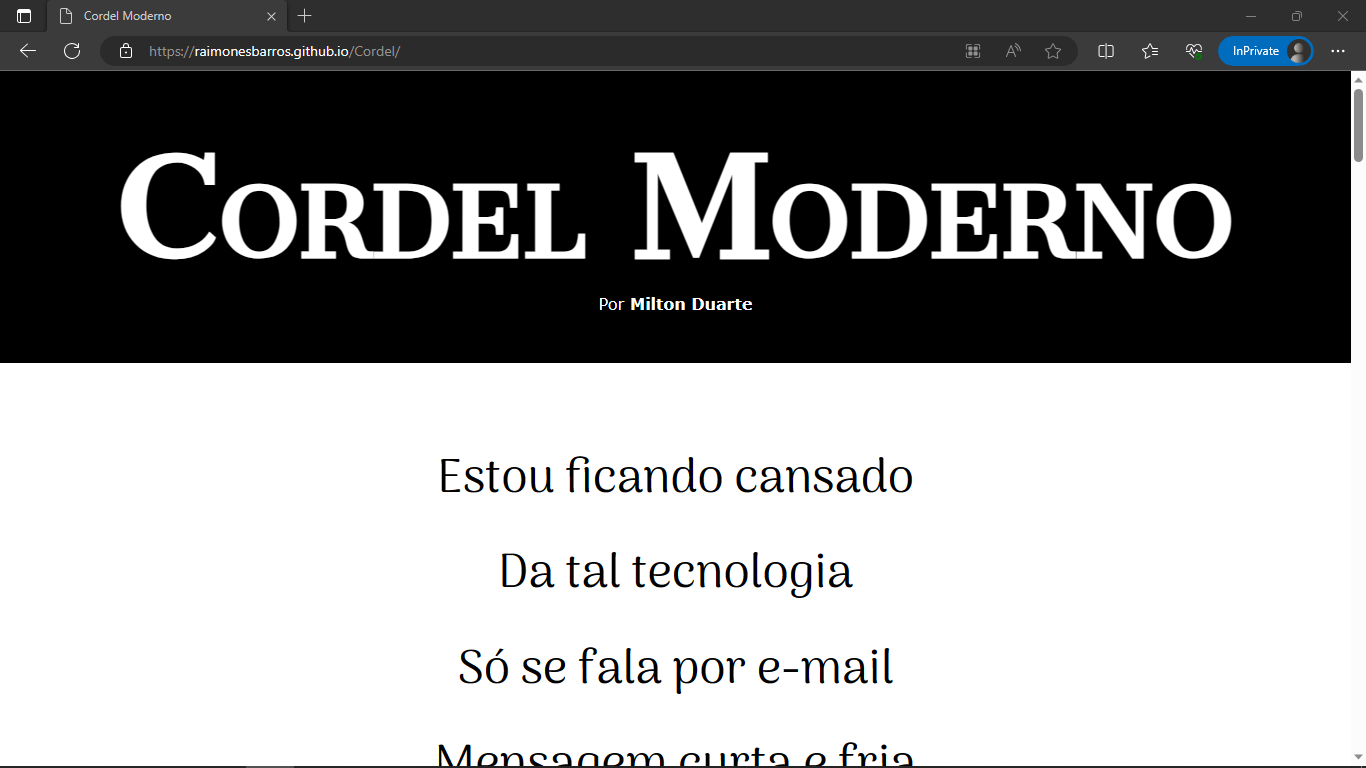 Cordel Moderno
https://raimonesbarros.github.io/Cordel/
InPrivate
Cordel Moderno
Por Milton Duarte
Estou ficando cansado
Da tal tecnologia
Só se fala por e-mail
Mensagem curta e fria